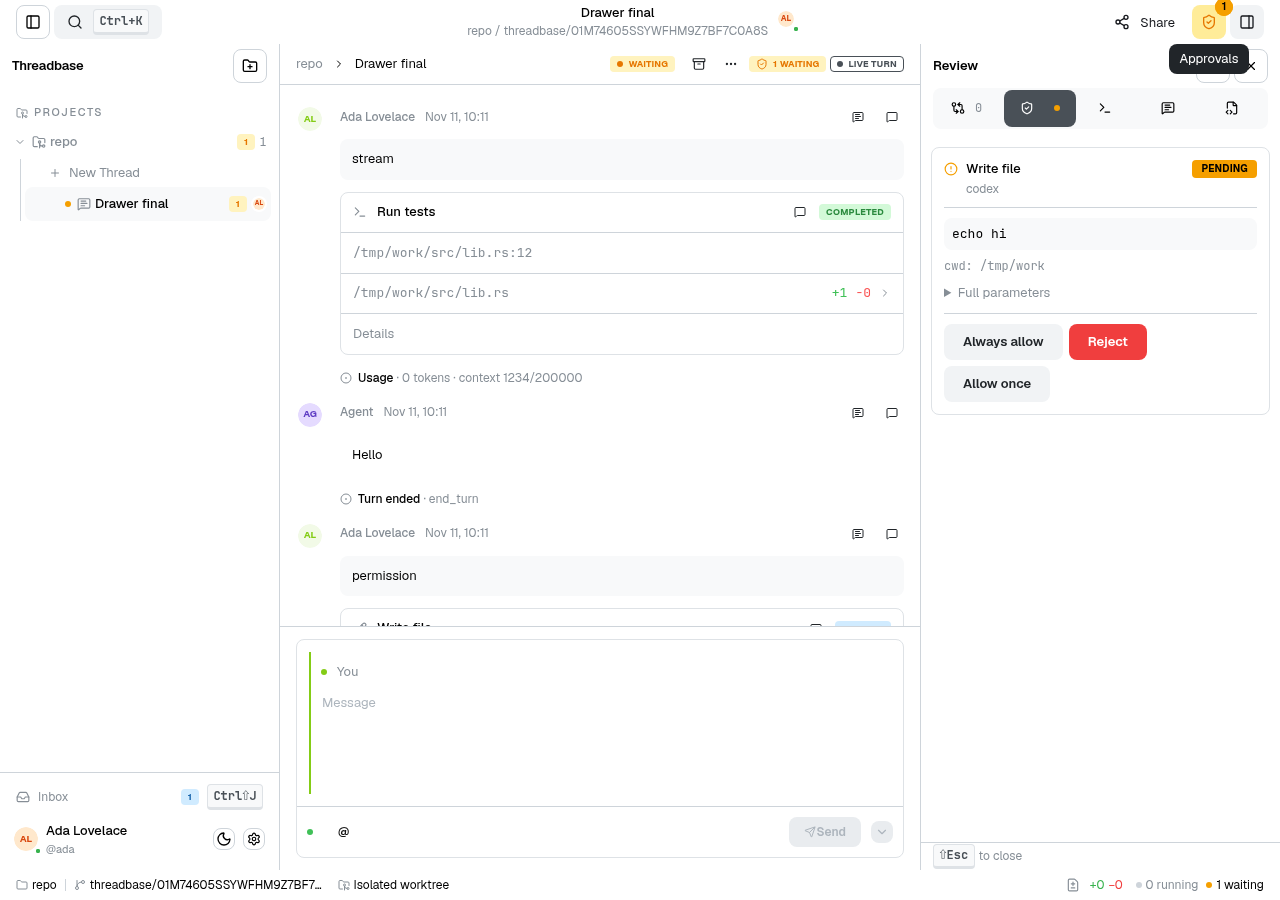 Ctrl+K
Drawer final
repo / threadbase/01M74605SSYWFHM9Z7BF7C0A8S
AL
Share
1
Approvals
Threadbase
PROJECTS
repo 1 1
New Thread
Drawer final 1 AL
Inbox 1 Ctrl⇧J
AL Ada Lovelace
@ada
repo > Drawer final WAITING 1 WAITING LIVE TURN
AL Ada Lovelace Nov 11, 10:11
stream
Run tests COMPLETED
/tmp/work/src/lib.rs:12
/tmp/work/src/lib.rs +1 -0
Details
Usage · 0 tokens · context 1234/200000
AG Agent Nov 11, 10:11
Hello
Turn ended · end_turn
AL Ada Lovelace Nov 11, 10:11
permission
You
Message
@ Send
Review
0
Write file PENDING
codex
echo hi
cwd: /tmp/work
Full parameters
Always allow Reject
Allow once
⇧Esc to close
repo threadbase/01M74605SSYWFHM9Z7BF7... Isolated worktree +0 −0 0 running 1 waiting